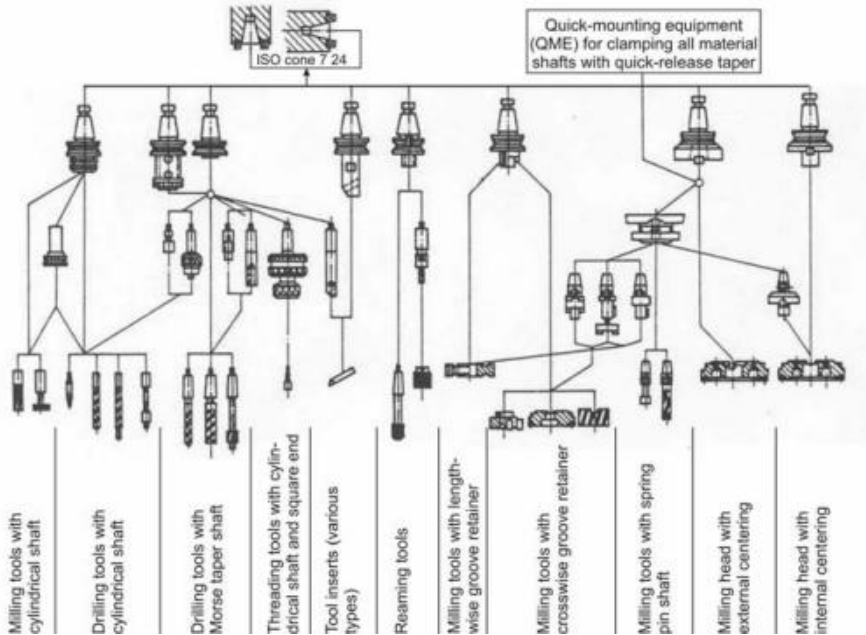 ISO cone 7 24
Quick-mounting equipment
(QME) for clamping all material
shafts with quick-release taper
Milling tools with
cylindrical shaft
Drilling tools with
cylindrical shaft
Drilling tools with
Morse taper shaft
Threading tools with cylin-
drical shaft and square end
Tool inserts (various
types)
Reaming tools
Milling tools with length-
wise groove retainer
Milling tools with
crosswise groove retainer
Milling tools with spring
pin shaft
Milling head with
external centering
Milling head with
internal centering